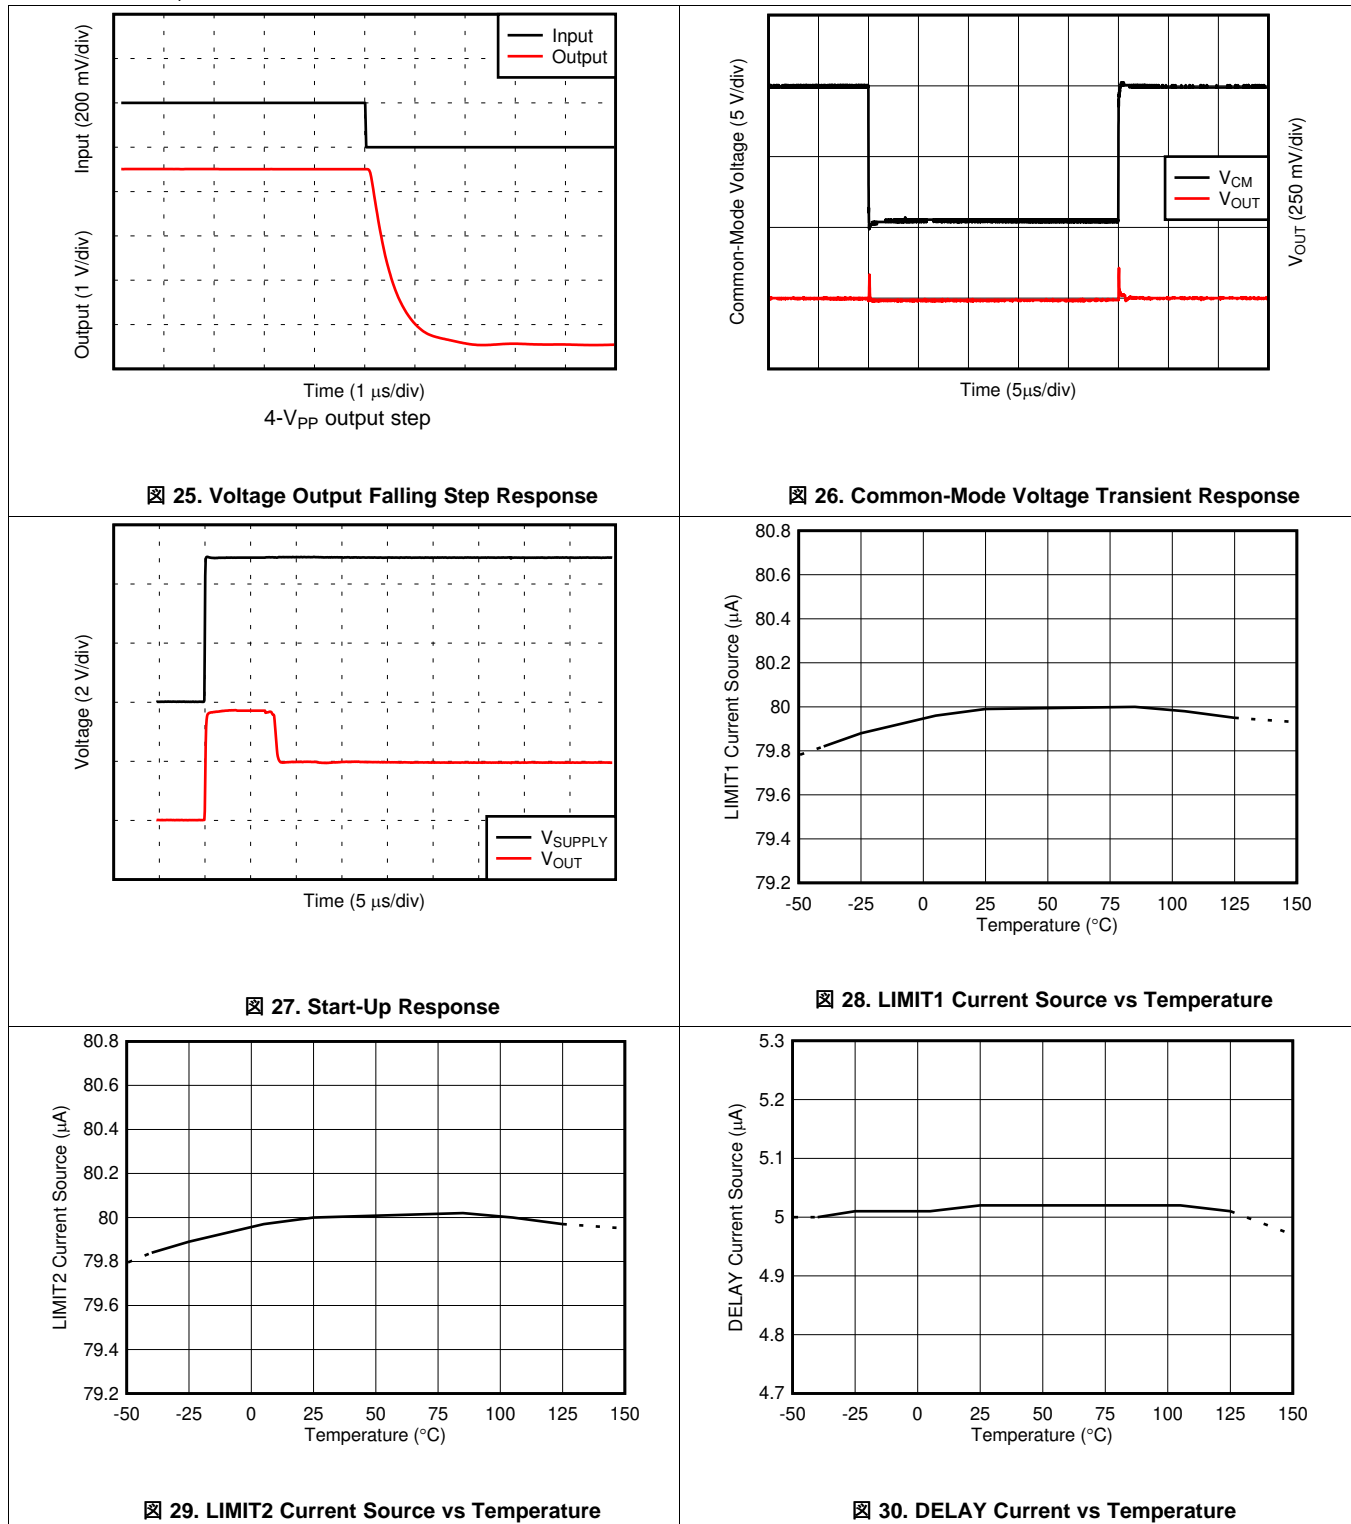 Input (200 mV/div)
Output (1 V/div)
Input
Output
Time (1 μs/div)
4-VPP output step
図 25. Voltage Output Falling Step Response
Common-Mode Voltage (5 V/div)
VCM
VOUT
VOUT (250 mV/div)
Time (5μs/div)
図 26. Common-Mode Voltage Transient Response
Voltage (2 V/div)
VSUPPLY
VOUT
Time (5 μs/div)
図 27. Start-Up Response
LIMIT1 Current Source (μA)
80.8
80.6
80.4
80.2
80
79.8
79.6
79.4
79.2
-50 -25 0 25 50 75 100 125 150
Temperature (°C)
図 28. LIMIT1 Current Source vs Temperature
LIMIT2 Current Source (μA)
80.8
80.6
80.4
80.2
80
79.8
79.6
79.4
79.2
-50 -25 0 25 50 75 100 125 150
Temperature (°C)
図 29. LIMIT2 Current Source vs Temperature
DELAY Current Source (μA)
5.3
5.2
5.1
5
4.9
4.8
4.7
-50 -25 0 25 50 75 100 125 150
Temperature (°C)
図 30. DELAY Current vs Temperature